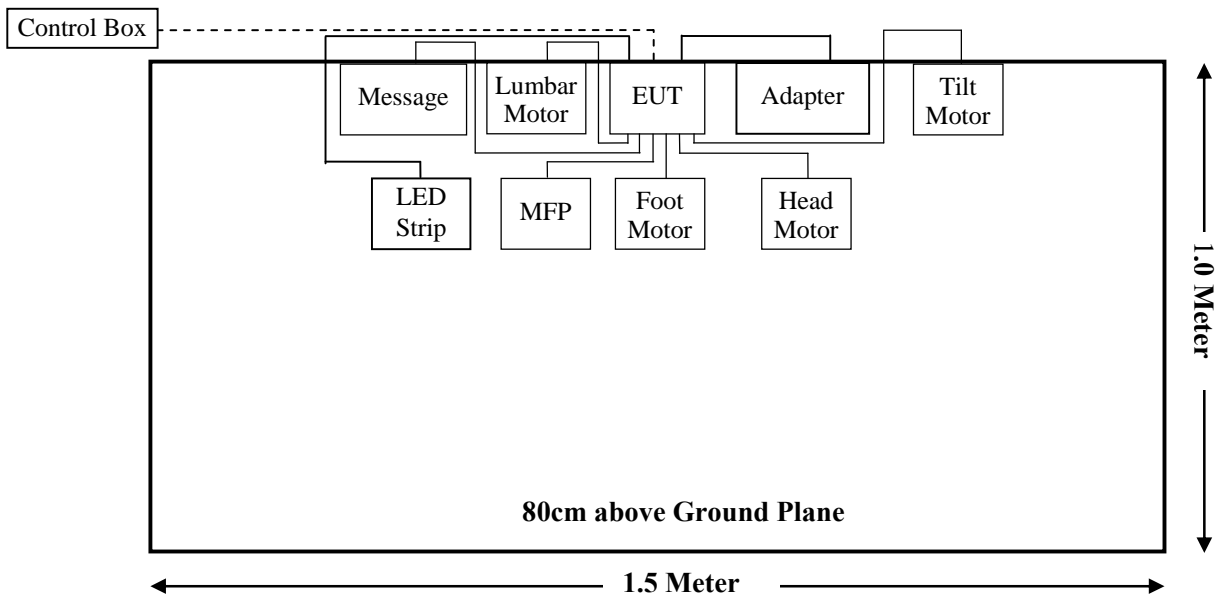 Control Box
Message
Lumbar
Motor
EUT
Adapter
Tilt
Motor
LED
Strip
MFP
Foot
Motor
Head
Motor
1.0 Meter
80cm above Ground Plane
1.5 Meter